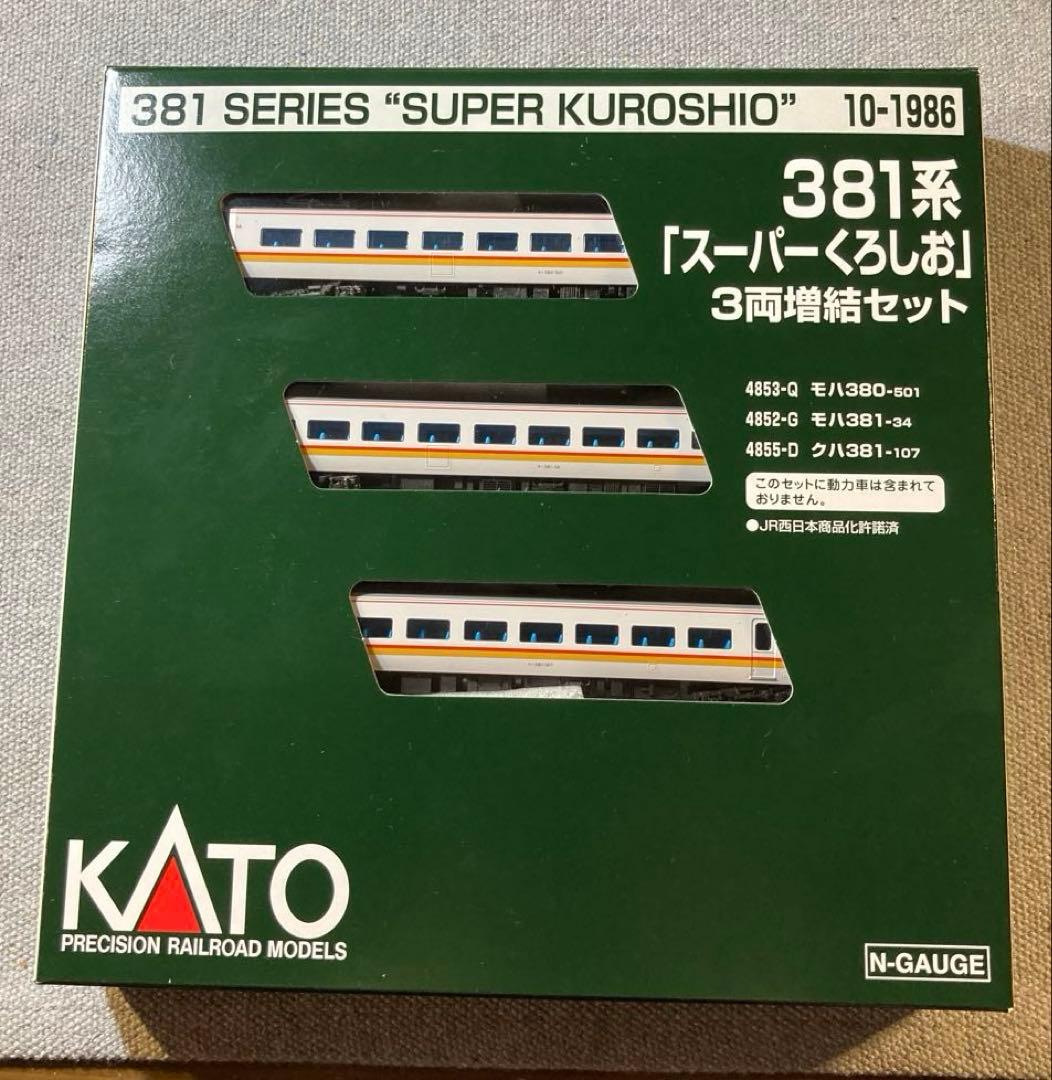 381 SERIES “SUPER KUROSHIO” 10-1986
381系
「スーパーくろしお」
3両増結セット
4853-Q モハ380-501
4852-G モハ381-34
4855-D クハ381-107
このセットに動力車は含まれて
おりません。
●JR西日本商品化許諾済
KATO
PRECISION RAILROAD MODELS
N-GAUGE